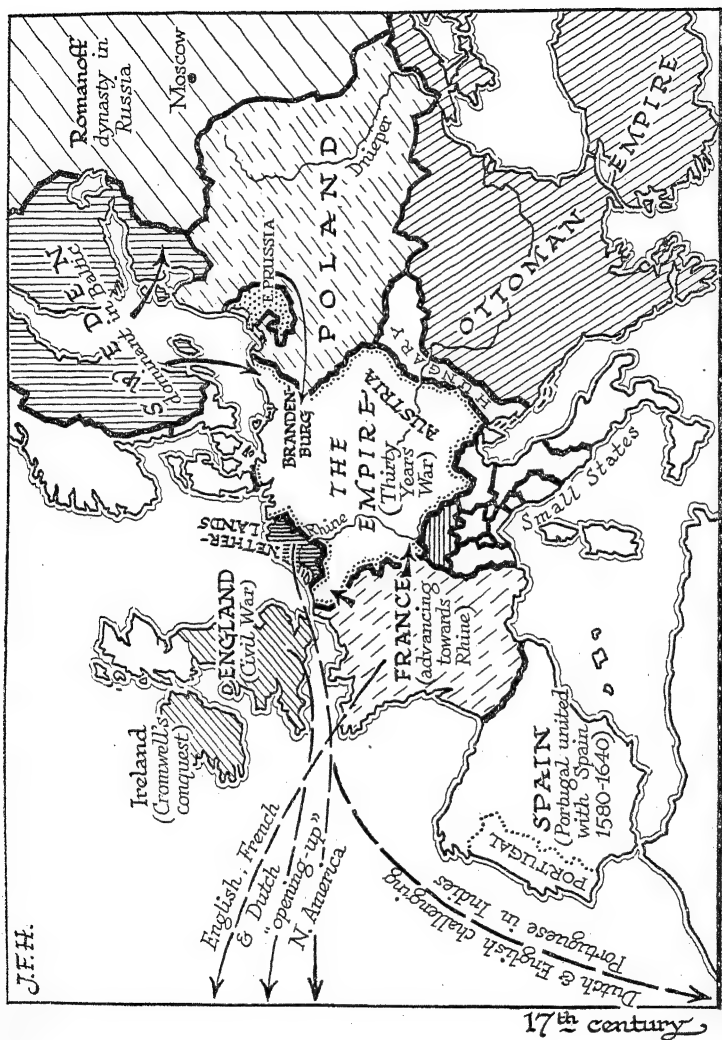 J.F.H.
English, French
& Dutch
"opening-up"
N. America
Ireland
(Cromwell's
conquest)
ENGLAND
(Civil War)
NETHER-
LANDS
Rhine
SWEDEN
dominant in Baltic
Romanoff
dynasty in
Russia
Moscow
E. PRUSSIA
BRANDEN-
BURG
POLAND
Dnieper
THE
EMPIRE
(Thirty
Years
War)
AUSTRIA
HUNGARY
OTTOMAN
EMPIRE
FRANCE
(advancing
towards
Rhine)
Small States
SPAIN
(Portugal united
with Spain
1580-1640)
PORTUGAL
Dutch & English challenging
Portuguese in Indies
17th century